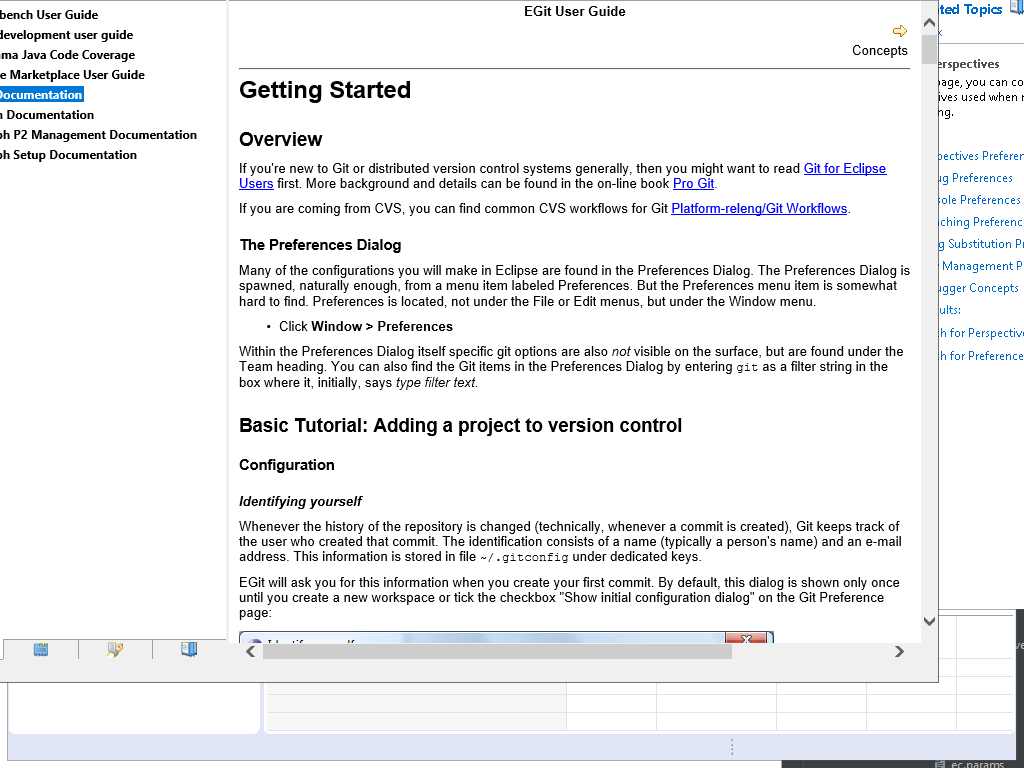 bench User Guide
development user guide
ma Java Code Coverage
e Marketplace User Guide
Documentation
n Documentation
ph P2 Management Documentation
ph Setup Documentation
EGit User Guide
Concepts
Getting Started
Overview
If you're new to Git or distributed version control systems generally, then you might want to read Git for Eclipse
Users first. More background and details can be found in the on-line book Pro Git.
If you are coming from CVS, you can find common CVS workflows for Git Platform-releng/Git Workflows.
The Preferences Dialog
Many of the configurations you will make in Eclipse are found in the Preferences Dialog. The Preferences Dialog is
spawned, naturally enough, from a menu item labeled Preferences. But the Preferences menu item is somewhat
hard to find. Preferences is located, not under the File or Edit menus, but under the Window menu.
• Click Window > Preferences
Within the Preferences Dialog itself specific git options are also not visible on the surface, but are found under the
Team heading. You can also find the Git items in the Preferences Dialog by entering git as a filter string in the
box where it, initially, says type filter text.
Basic Tutorial: Adding a project to version control
Configuration
Identifying yourself
Whenever the history of the repository is changed (technically, whenever a commit is created), Git keeps track of
the user who created that commit. The identification consists of a name (typically a person's name) and an e-mail
address. This information is stored in file ~/.gitconfig under dedicated keys.
EGit will ask you for this information when you create your first commit. By default, this dialog is shown only once
until you create a new workspace or tick the checkbox "Show initial configuration dialog" on the Git Preference
page:
ted Topics
erspectives
age, you can co
ives used when
ng.
pectives Preferen
ug Preferences
sole Preferences
ching Preferenc
g Substitution Pr
Management P
ugger Concepts
ults:
h for Perspective
h for Preference
ec.params